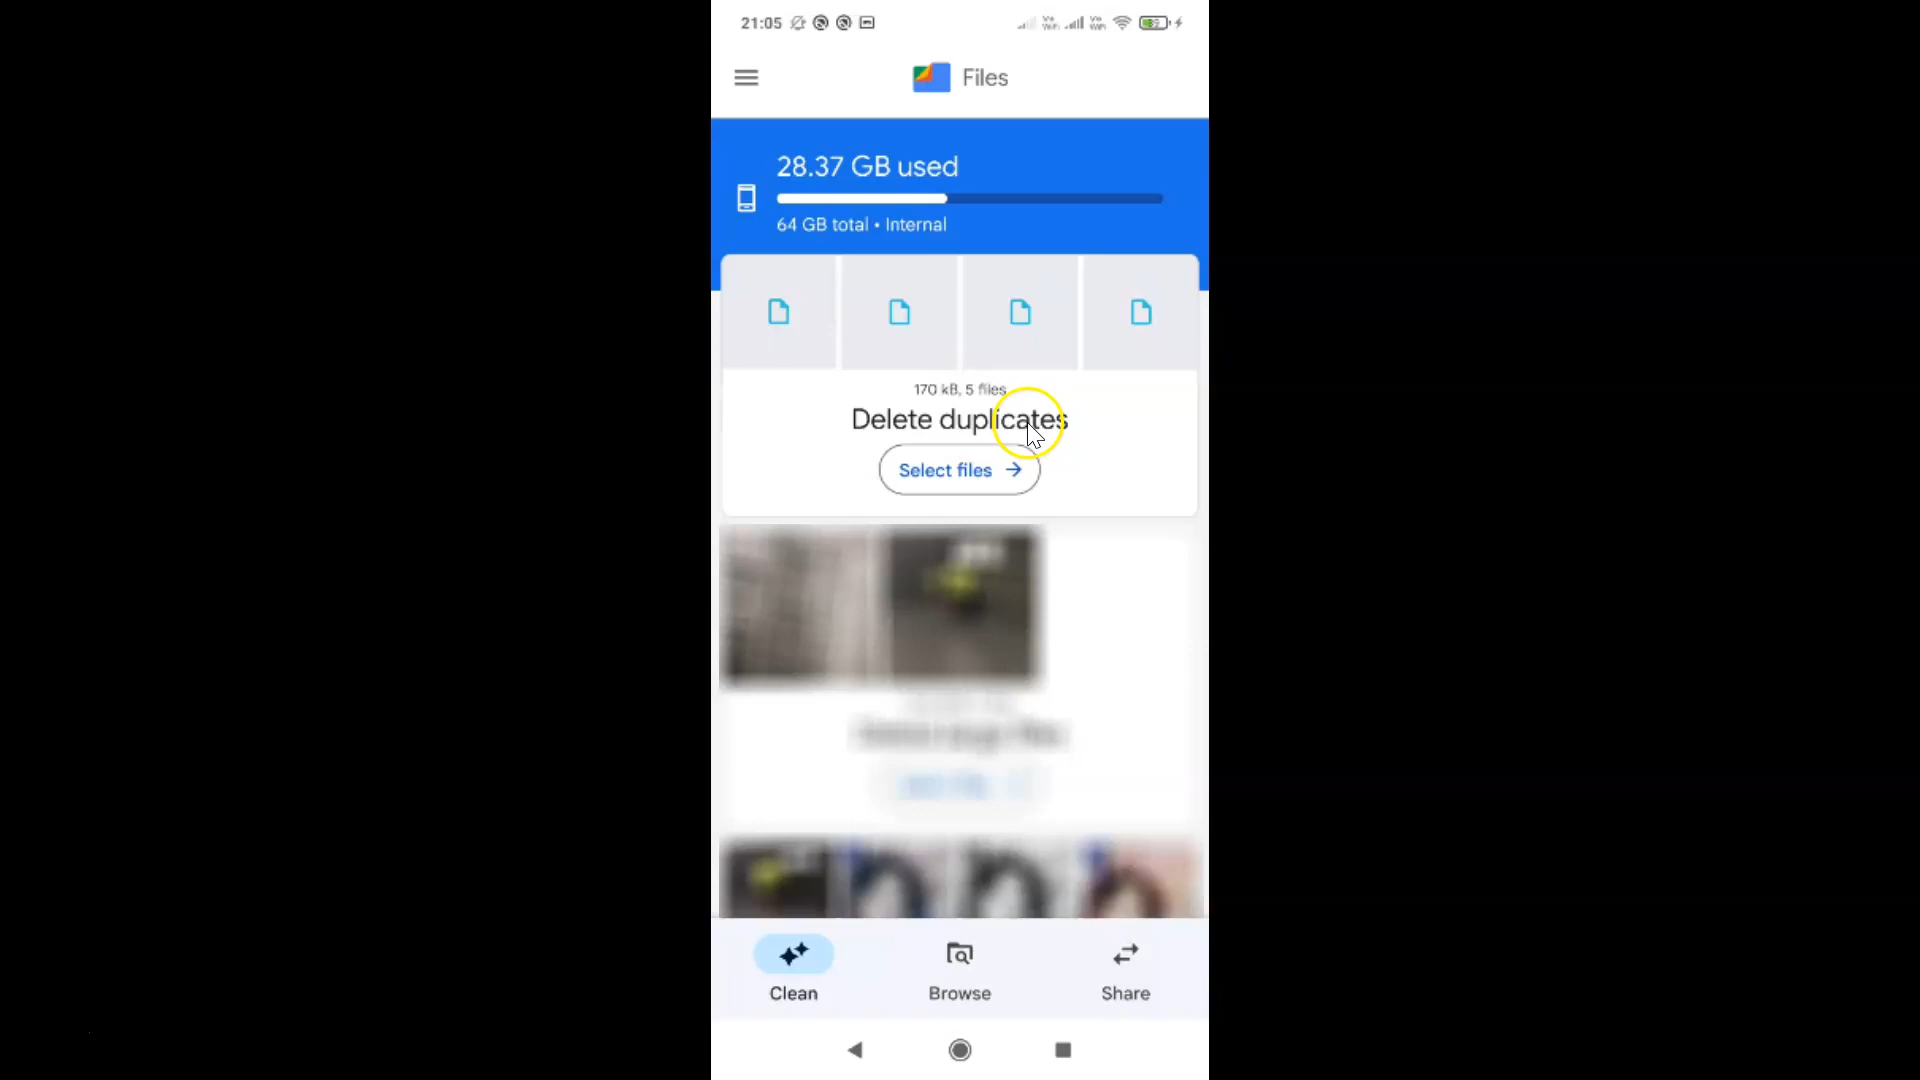 21:05
Files
28.37 GB used
64 GB total • Internal
170 kB, 5 files
Delete duplicates
Select files
Clean
Browse
Share